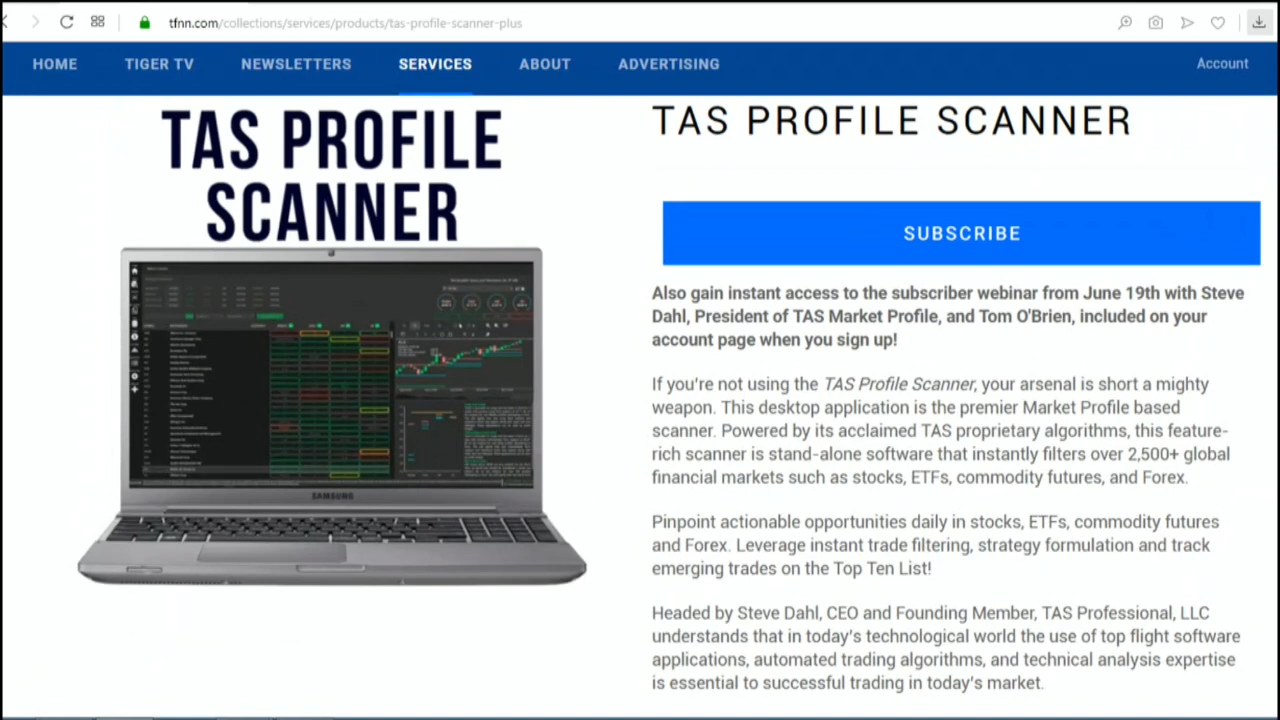 tfnn.com/collections/services/products/tas-profile-scanner-plus
HOME
TIGER TV
NEWSLETTERS
SERVICES
ABOUT
ADVERTISING
Account
TAS PROFILE
SCANNER
SAMSUNG
TAS PROFILE SCANNER
SUBSCRIBE
Also gain instant access to the subscriber webinar from June 19th with Steve
Dahl, President of TAS Market Profile, and Tom O'Brien, included on your
account page when you sign up!
If you're not using the TAS Profile Scanner, your arsenal is short a mighty
weapon. This desktop application is the premier Market Profile based
scanner. Powered by its acclaimed TAS proprietary algorithms, this feature-
rich scanner is stand-alone software that instantly filters over 2,500+ global
financial markets such as stocks, ETFs, commodity futures, and Forex.
Pinpoint actionable opportunities daily in stocks, ETFs, commodity futures
and Forex. Leverage instant trade filtering, strategy formulation and track
emerging trades on the Top Ten List!
Headed by Steve Dahl, CEO and Founding Member, TAS Professional, LLC
understands that in today's technological world the use of top flight software
applications, automated trading algorithms, and technical analysis expertise
is essential to successful trading in today's market.